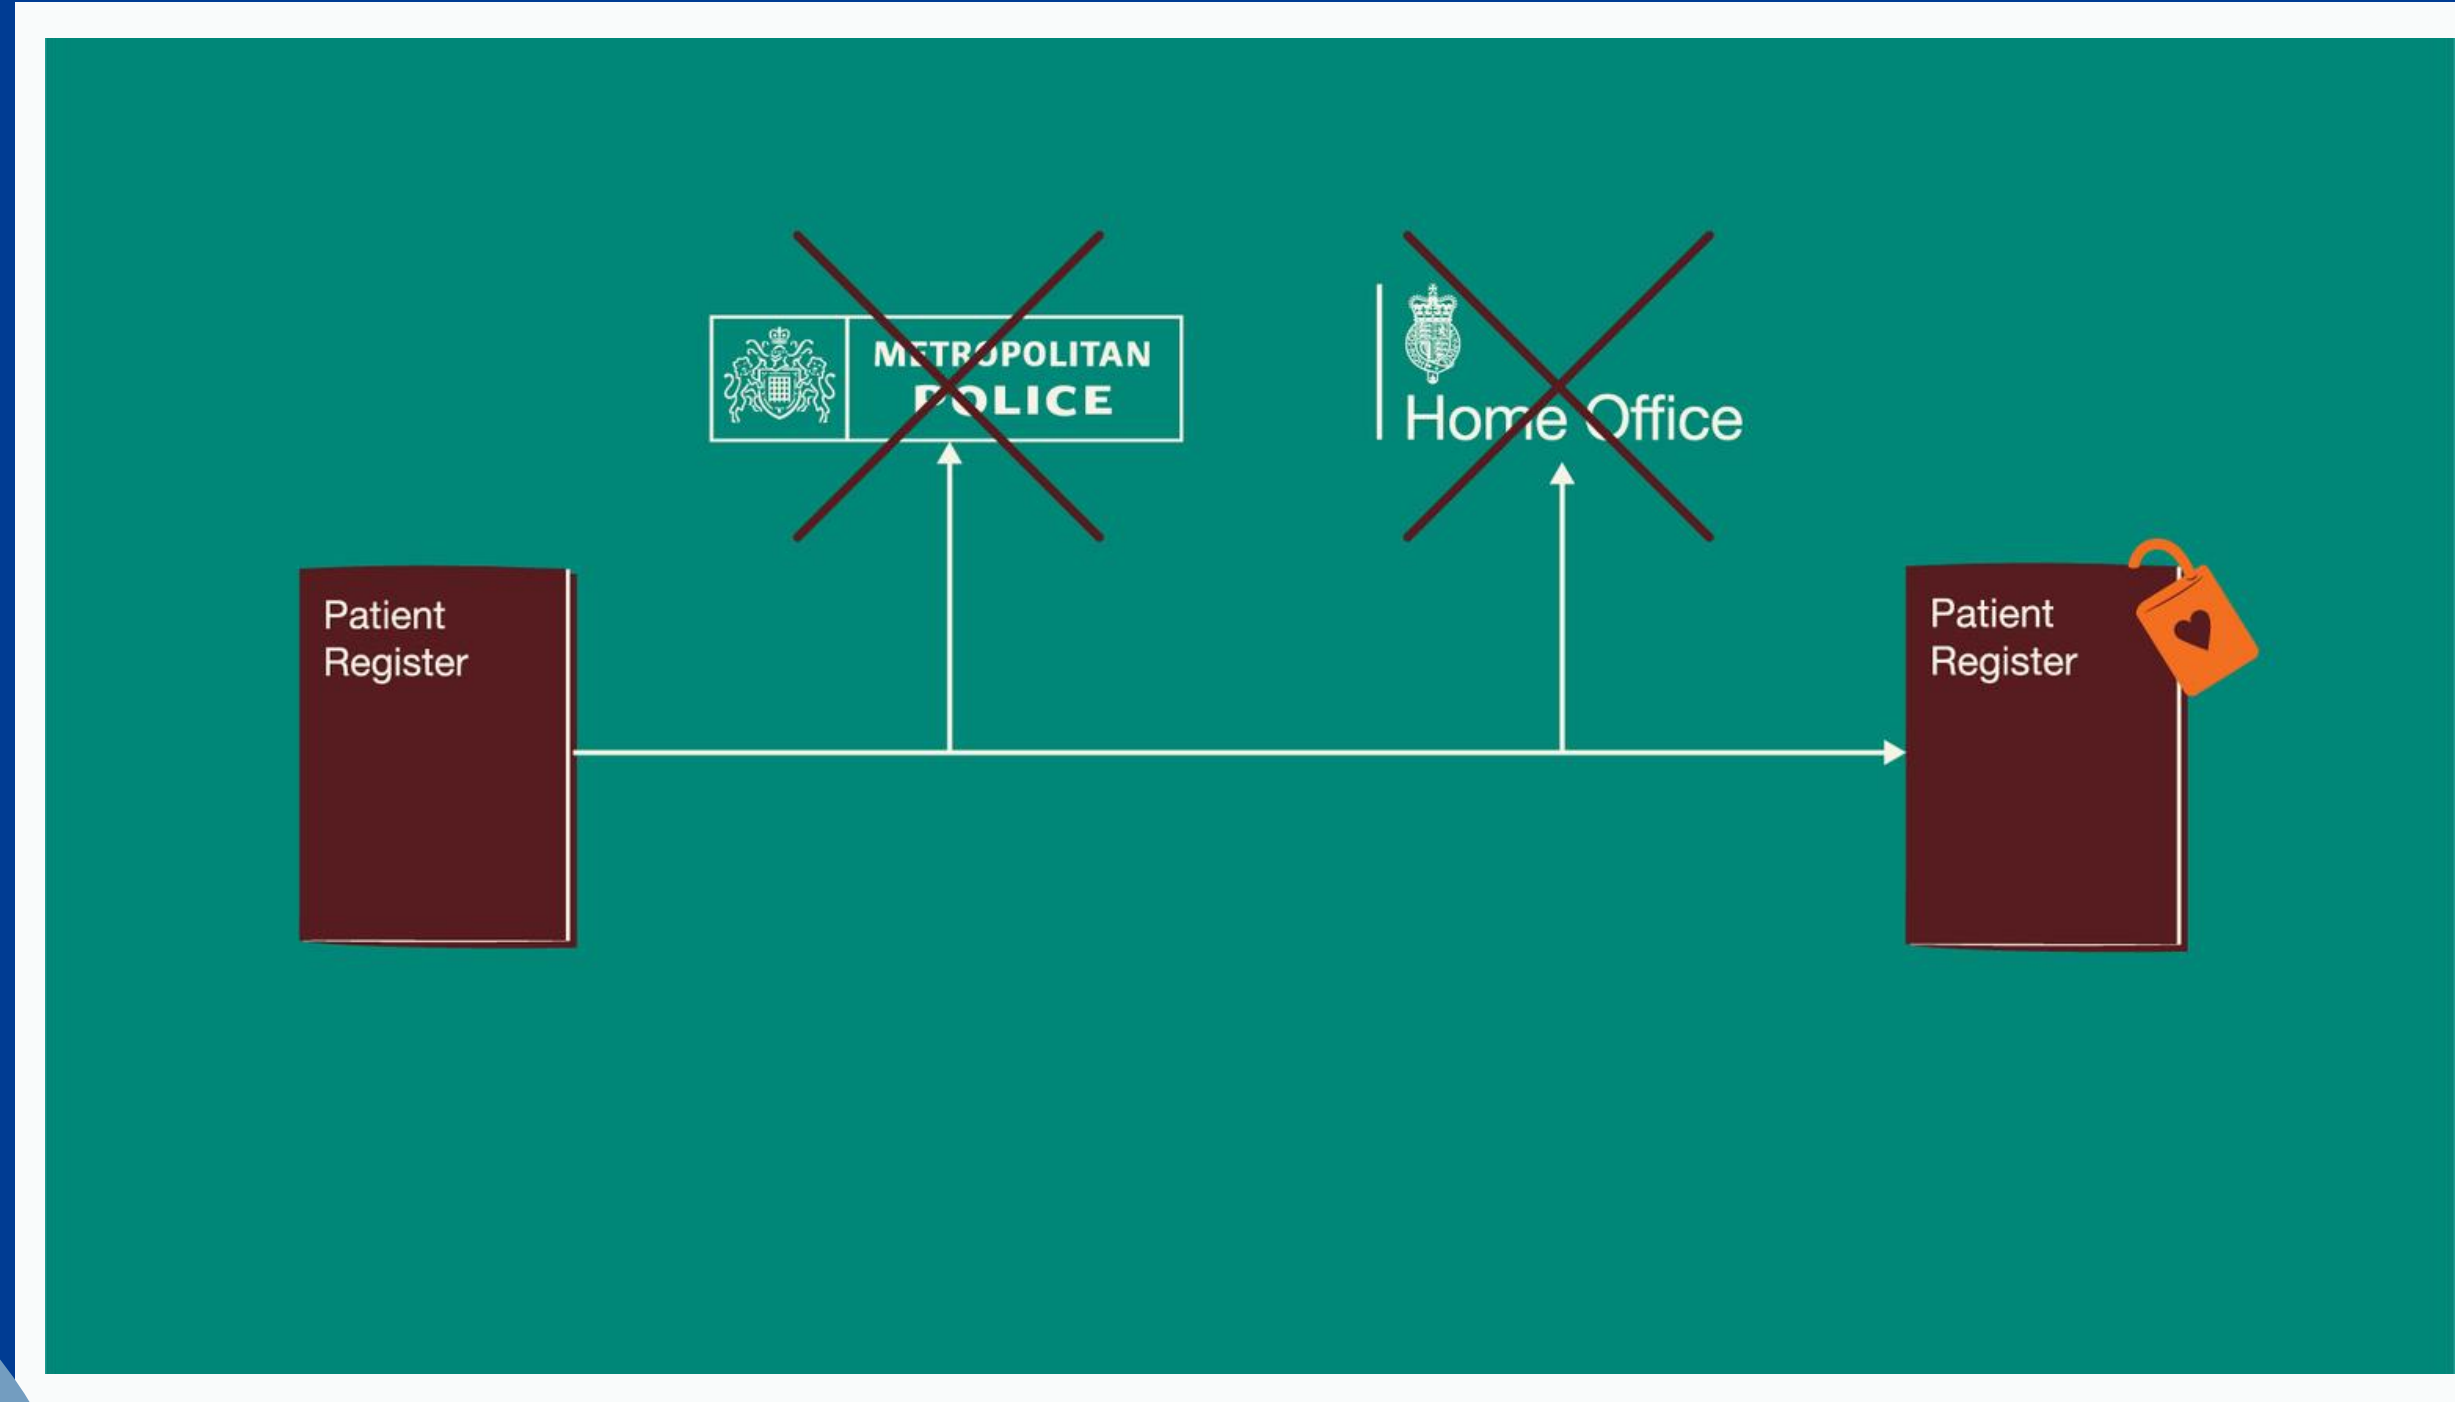 METROPOLITAN
POLICE
Home Office
Patient
Register
Patient
Register